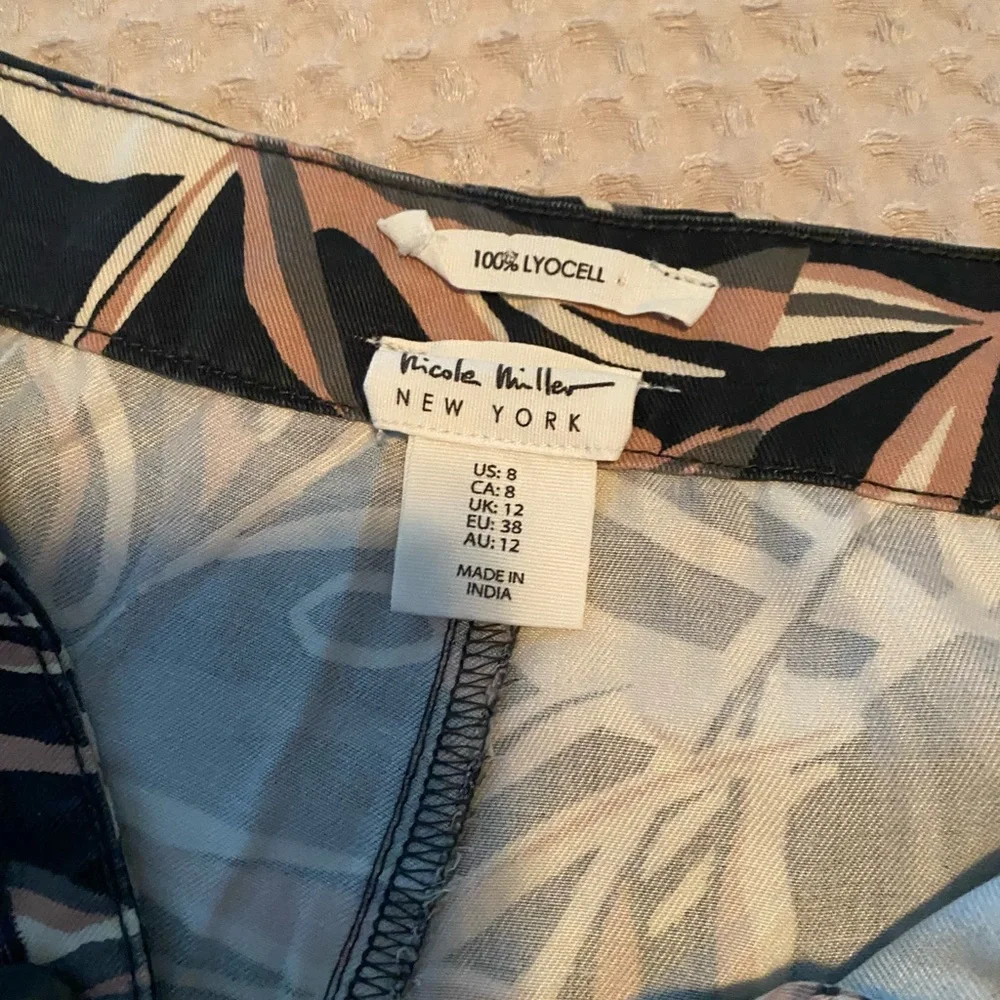 100% LYOCELL
Nicole Miller
NEW YORK
US: 8
CA: 8
UK: 12
EU: 38
AU: 12
MADE IN
INDIA